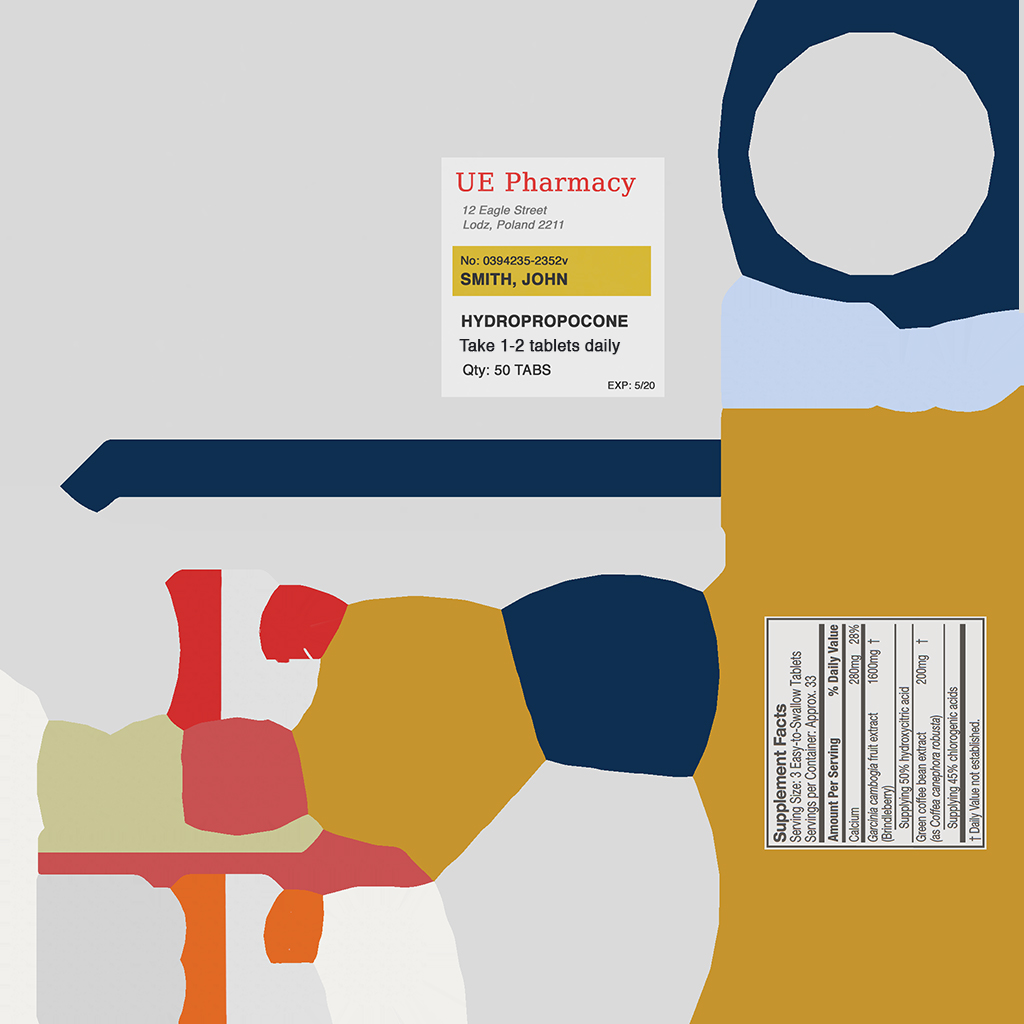 UE Pharmacy
12 Eagle Street
Lodz, Poland 2211
No: 0394235-2352v
SMITH, JOHN
HYDROPROPOCONE
Take 1-2 tablets daily
Qty: 50 TABS
EXP: 5/20
Supplement Facts
Serving Size: 3 Easy-to-Swallow Tablets
Servings per Container: Approx. 33
Amount Per Serving % Daily Value
Calcium 280mg 28%
Garcinia cambogia fruit extract 1600mg †
(Brindleberry)
Supplying 50% hydroxycitric acid
Green coffee bean extract 200mg †
(as Coffea canephora robusta)
Supplying 45% chlorogenic acids
† Daily Value not established.